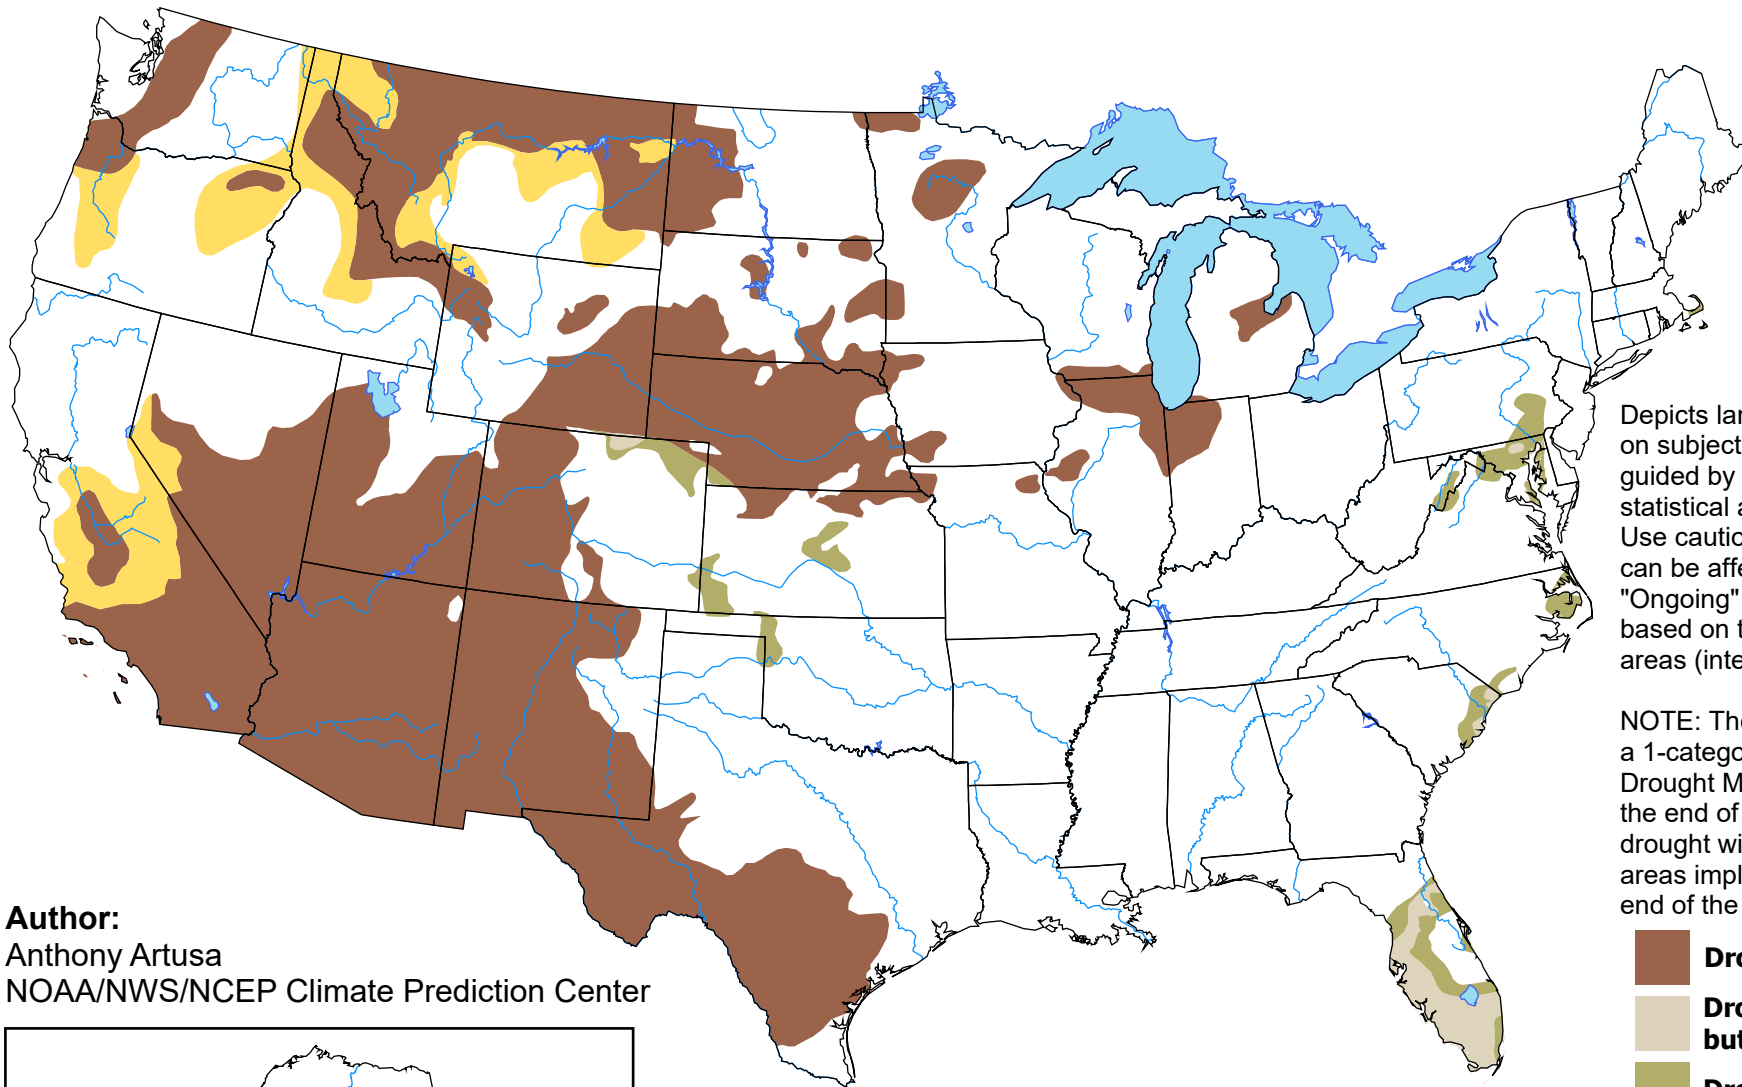 Depicts lar
on subject
guided by
statistical a
Use cautio
can be affe
"Ongoing"
based on t
areas (inte
NOTE: The
a 1-catego
Drought M
the end of
drought wi
areas impl
end of the
Author:
Anthony Artusa
NOAA/NWS/NCEP Climate Prediction Center
Dro
Dro
but
Dro